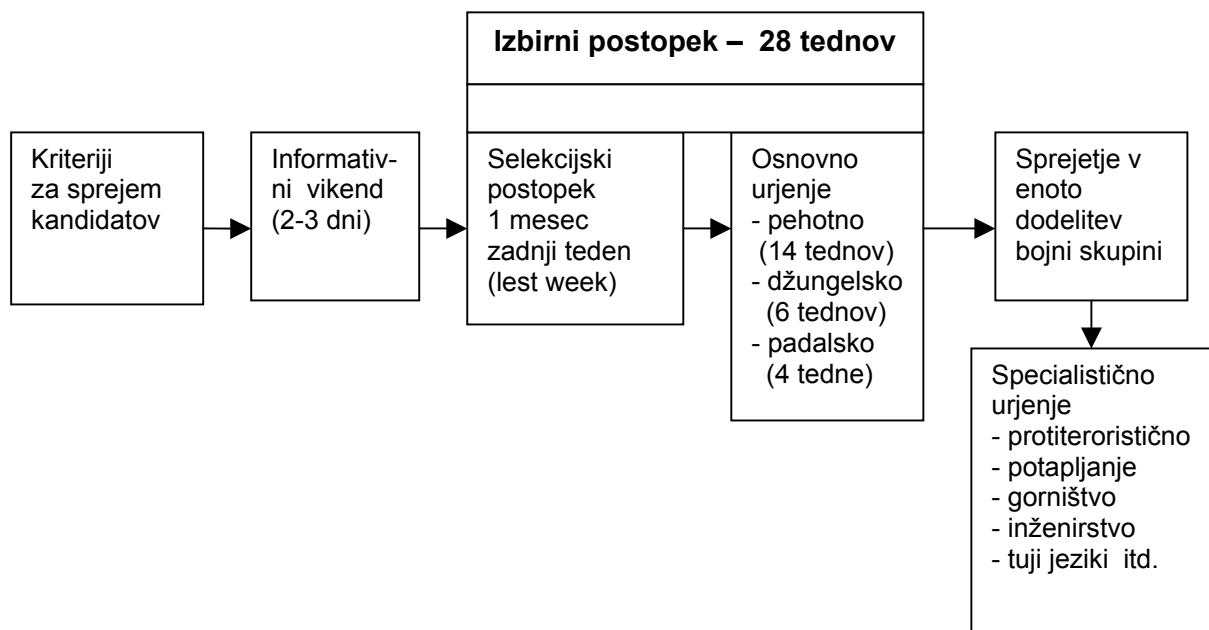 Izbirni postopek – 28 tednov
Kriteriji
za sprejem
kandidatov
Informativ-
ni vikend
(2-3 dni)
Selekcijski
postopek
1 mesec
zadnji teden
(lest week)
Osnovno
urjenje
- pehotno
(14 tednov)
- džungelsko
(6 tednov)
- padalsko
(4 tedne)
Sprejetje v
enoto
dodelitev
bojni skupini
Specialistično
urjenje
- protiteroristično
- potapljanje
- gorništvo
- inženirstvo
- tuji jeziki itd.